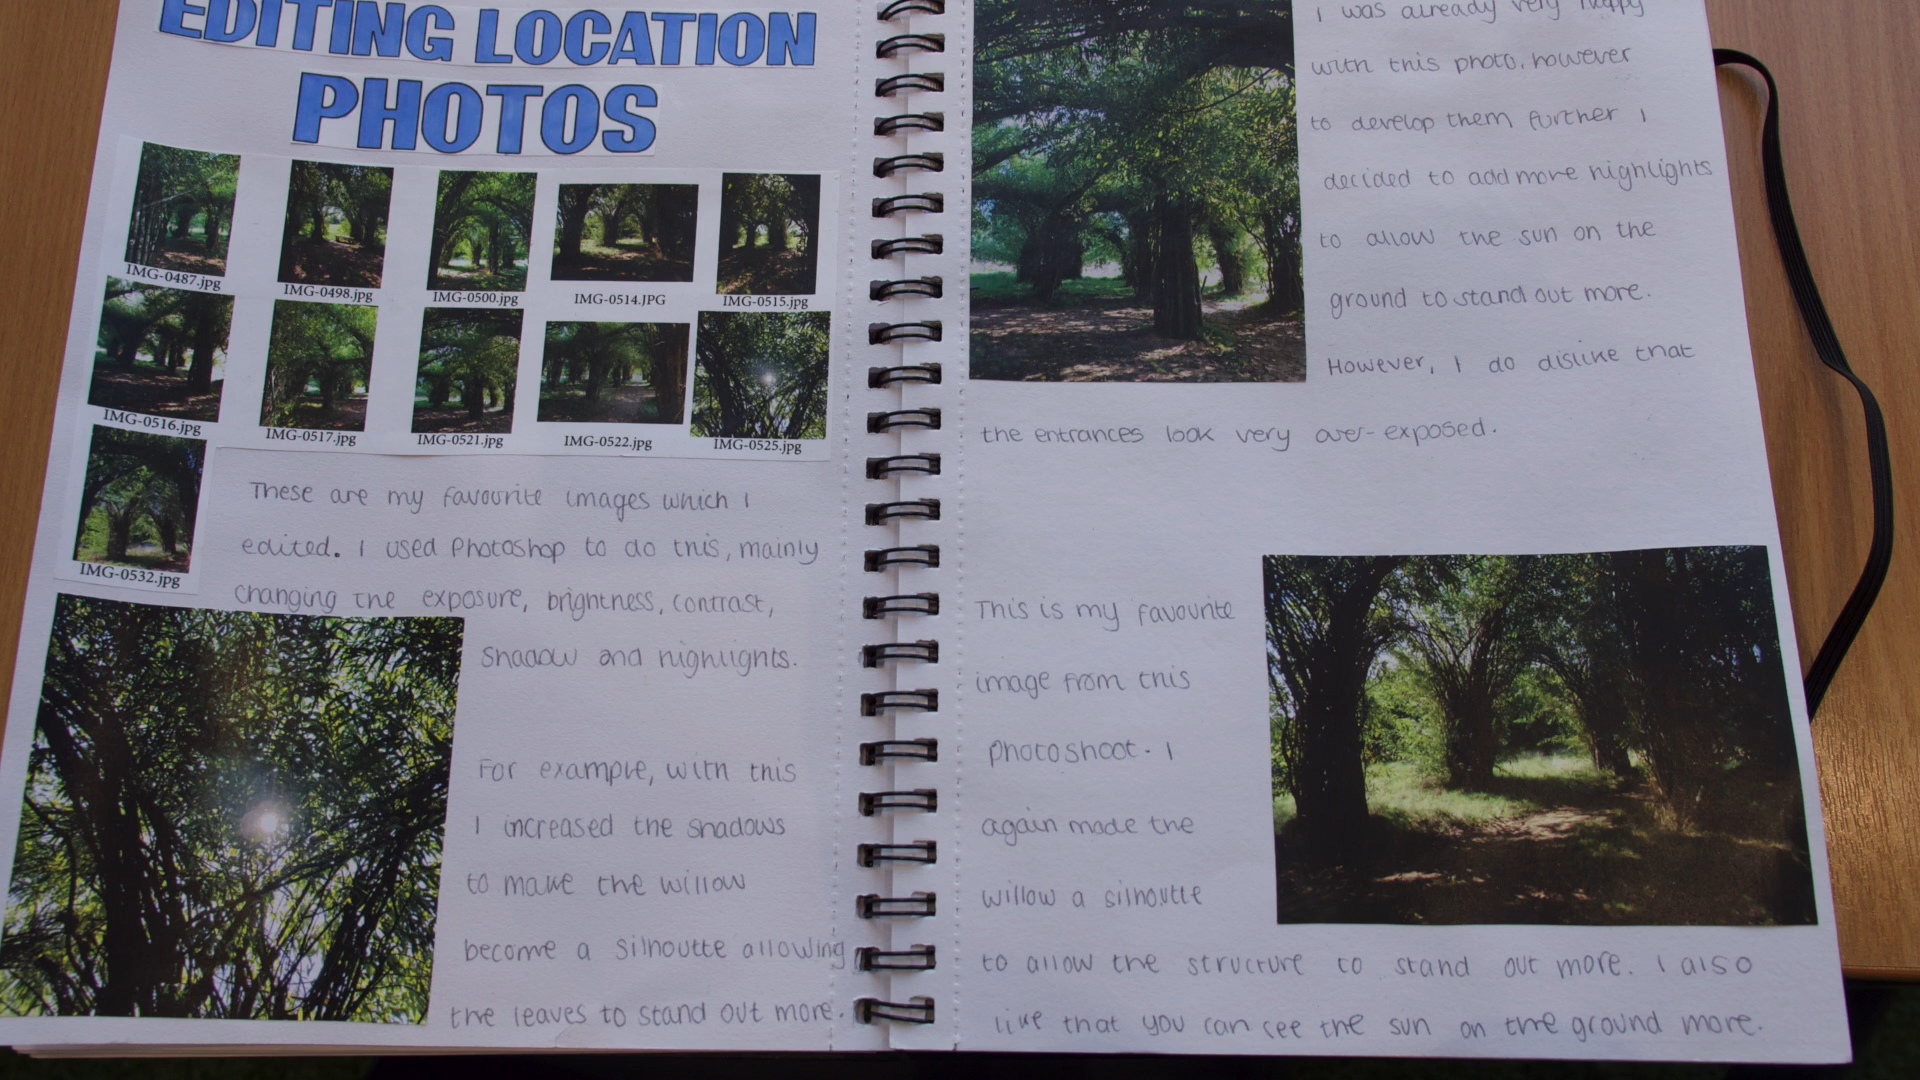 EDITING LOCATION
PHOTOS
IMG-0487.jpg
IMG-0498.jpg
IMG-0500.jpg
IMG-0514.JPG
IMG-0515.jpg
IMG-0516.jpg
IMG-0517.jpg
IMG-0521.jpg
IMG-0522.jpg
IMG-0525.jpg
IMG-0532.jpg
These are my favourite images which I
edited. I used Photoshop to do this, mainly
changing the exposure, brightness, contrast,
shadow and highlights.
For example, with this
I increased the shadows
to make the willow
become a silhoutte allowing
the leaves to stand out more.
I was already very happy
with this photo, however
to develop them further I
decided to add more highlights
to allow the sun on the
ground to stand out more.
However, I do dislike that
the entrances look very over-exposed.
This is my favourite
image from this
photoshoot. I
again made the
willow a silhoutte
to allow the structure to stand out more. I also
like that you can see the sun on the ground more.